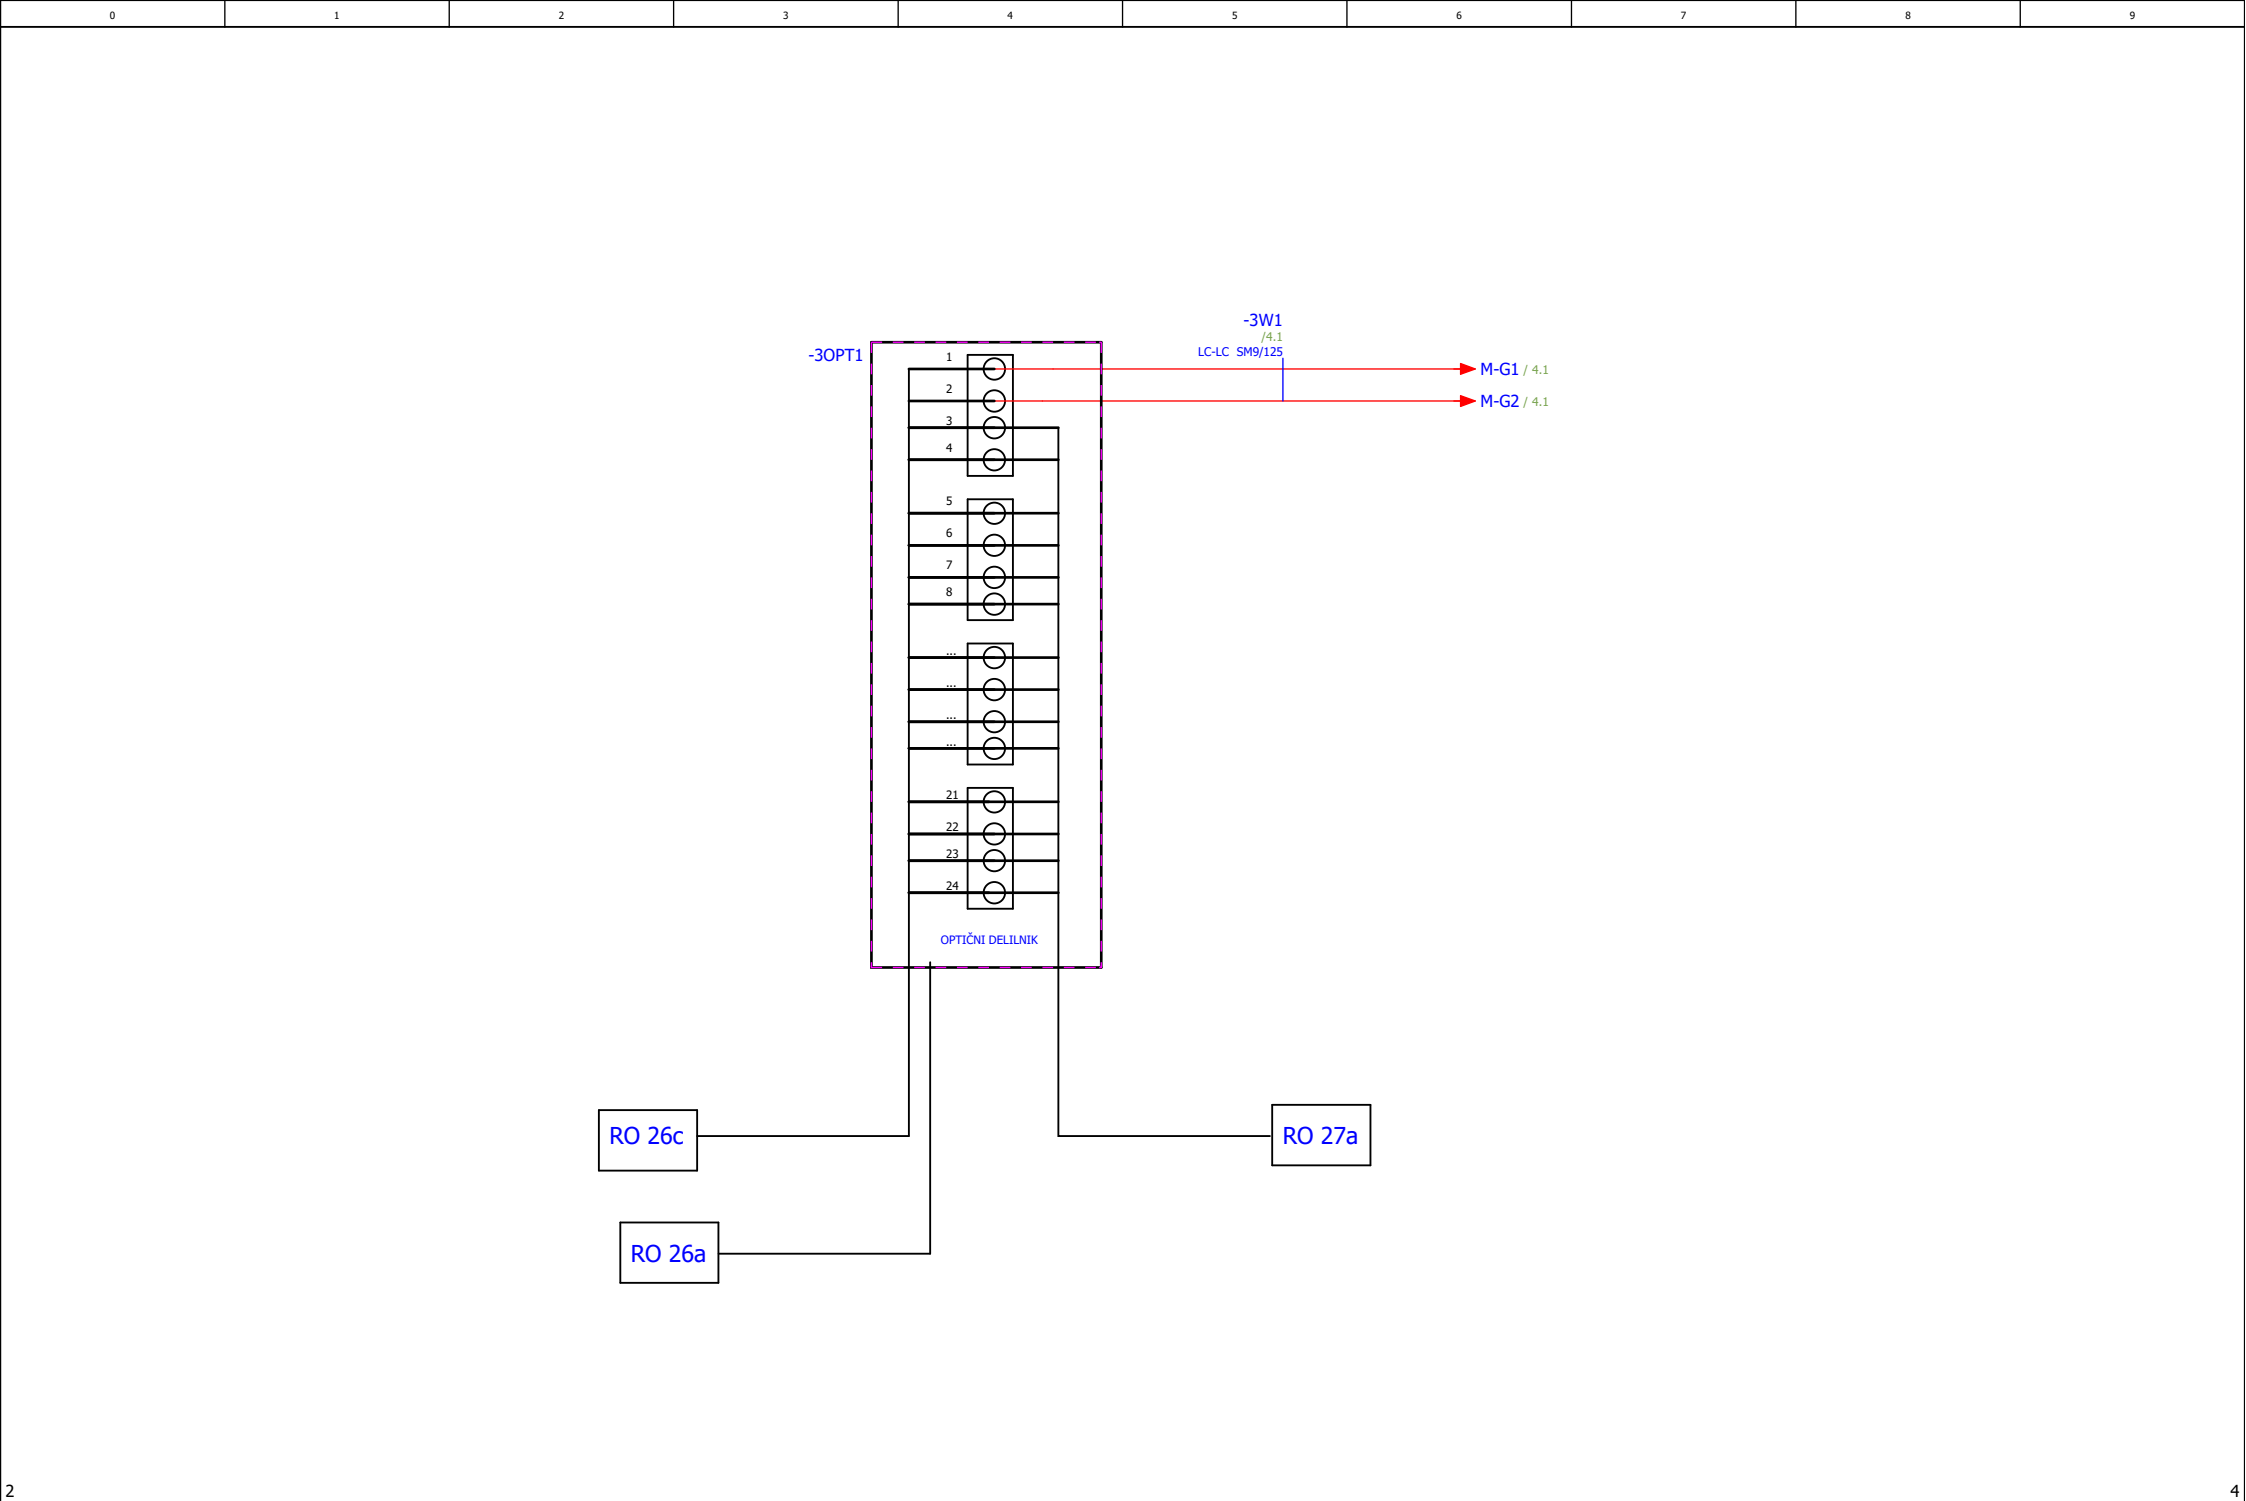 0 1 2 3 4 5 6 7 8 9
-3W1
/4.1
LC-LC SM9/125
-3OPT1
1
M-G1 / 4.1
2
M-G2 / 4.1
3
4
5
6
7
8
...
...
...
...
21
22
23
24
OPTIČNI DELILNIK
RO 26c
RO 27a
RO 26a
2
4